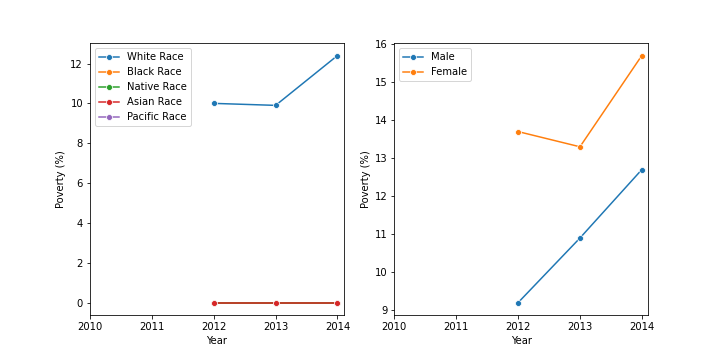 White Race
Black Race
Native Race
Asian Race
Pacific Race
12
10
8
6
4
2
0
Poverty (%)
2010 2011 2012 2013 2014
Year
Male
Female
16
15
14
13
12
11
10
9
Poverty (%)
2010 2011 2012 2013 2014
Year